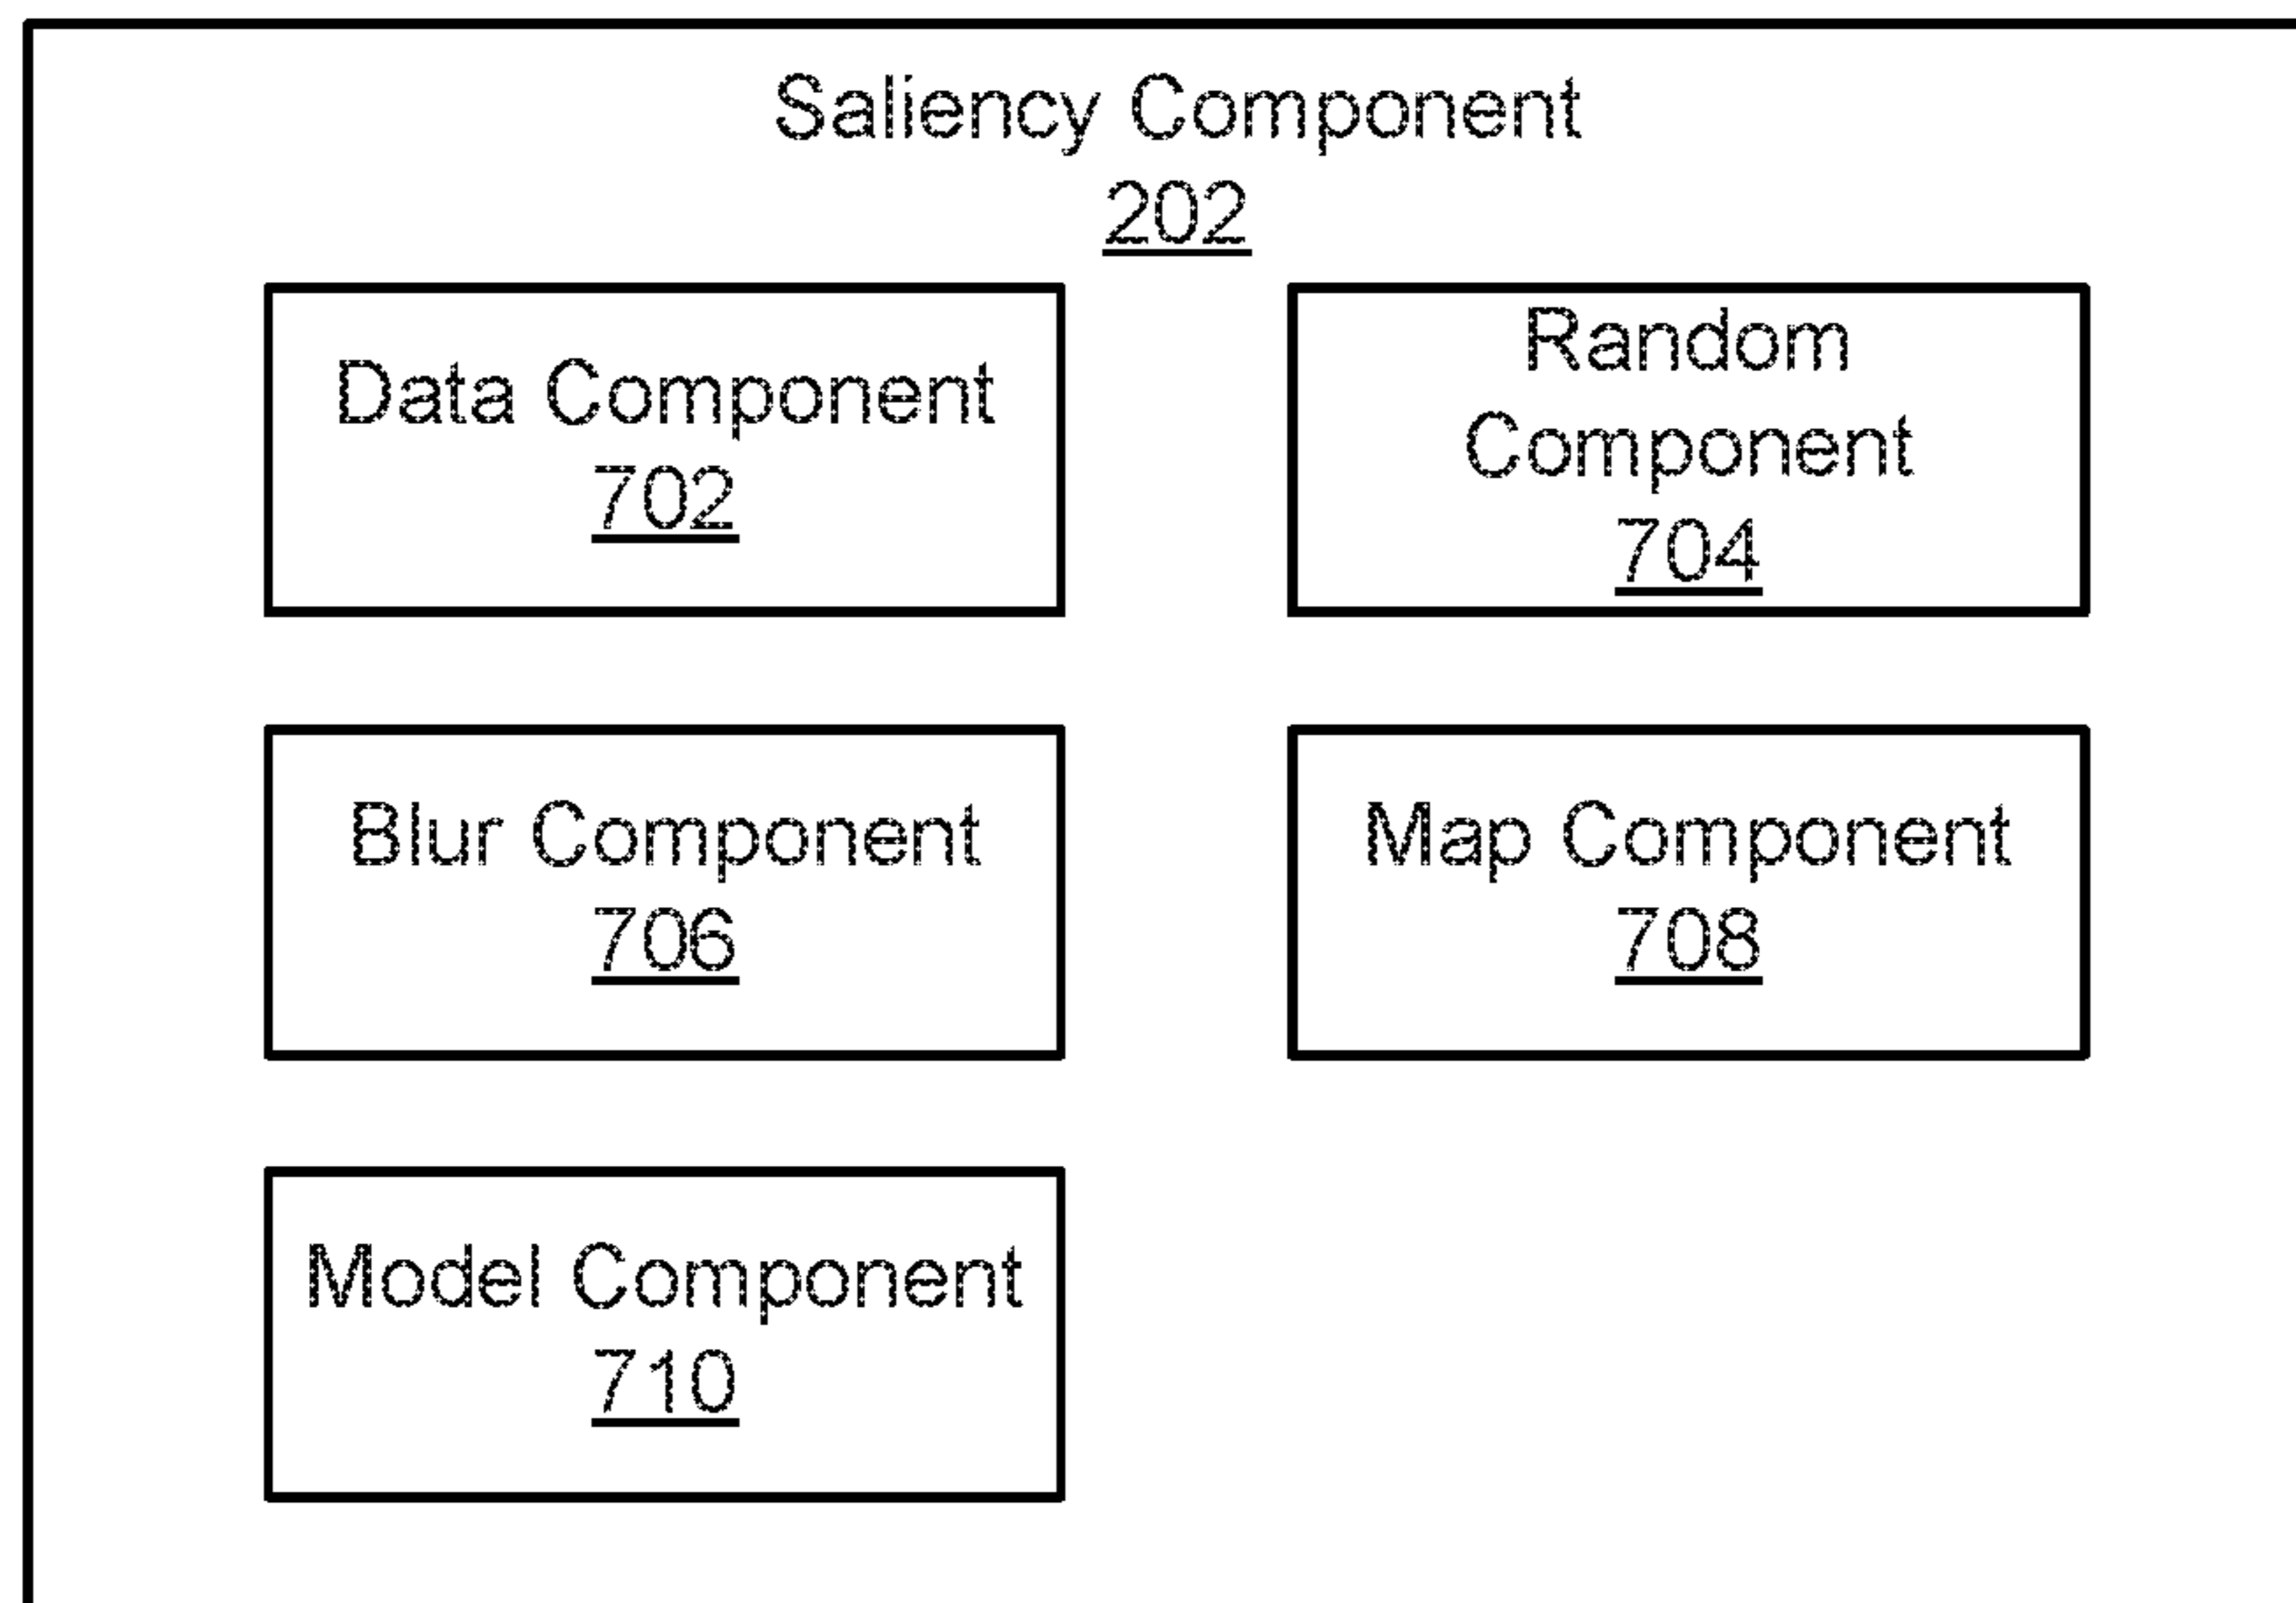 Saliency Component
202
Data Component
702
Random
Component
704
Blur Component
706
Map Component
708
Model Component
710